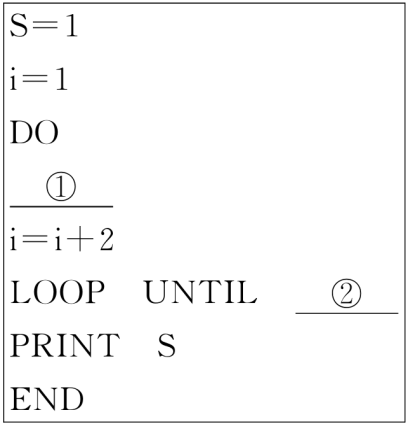 S=1
i=1
DO
①
i=i+2
LOOP UNTIL ②
PRINT S
END